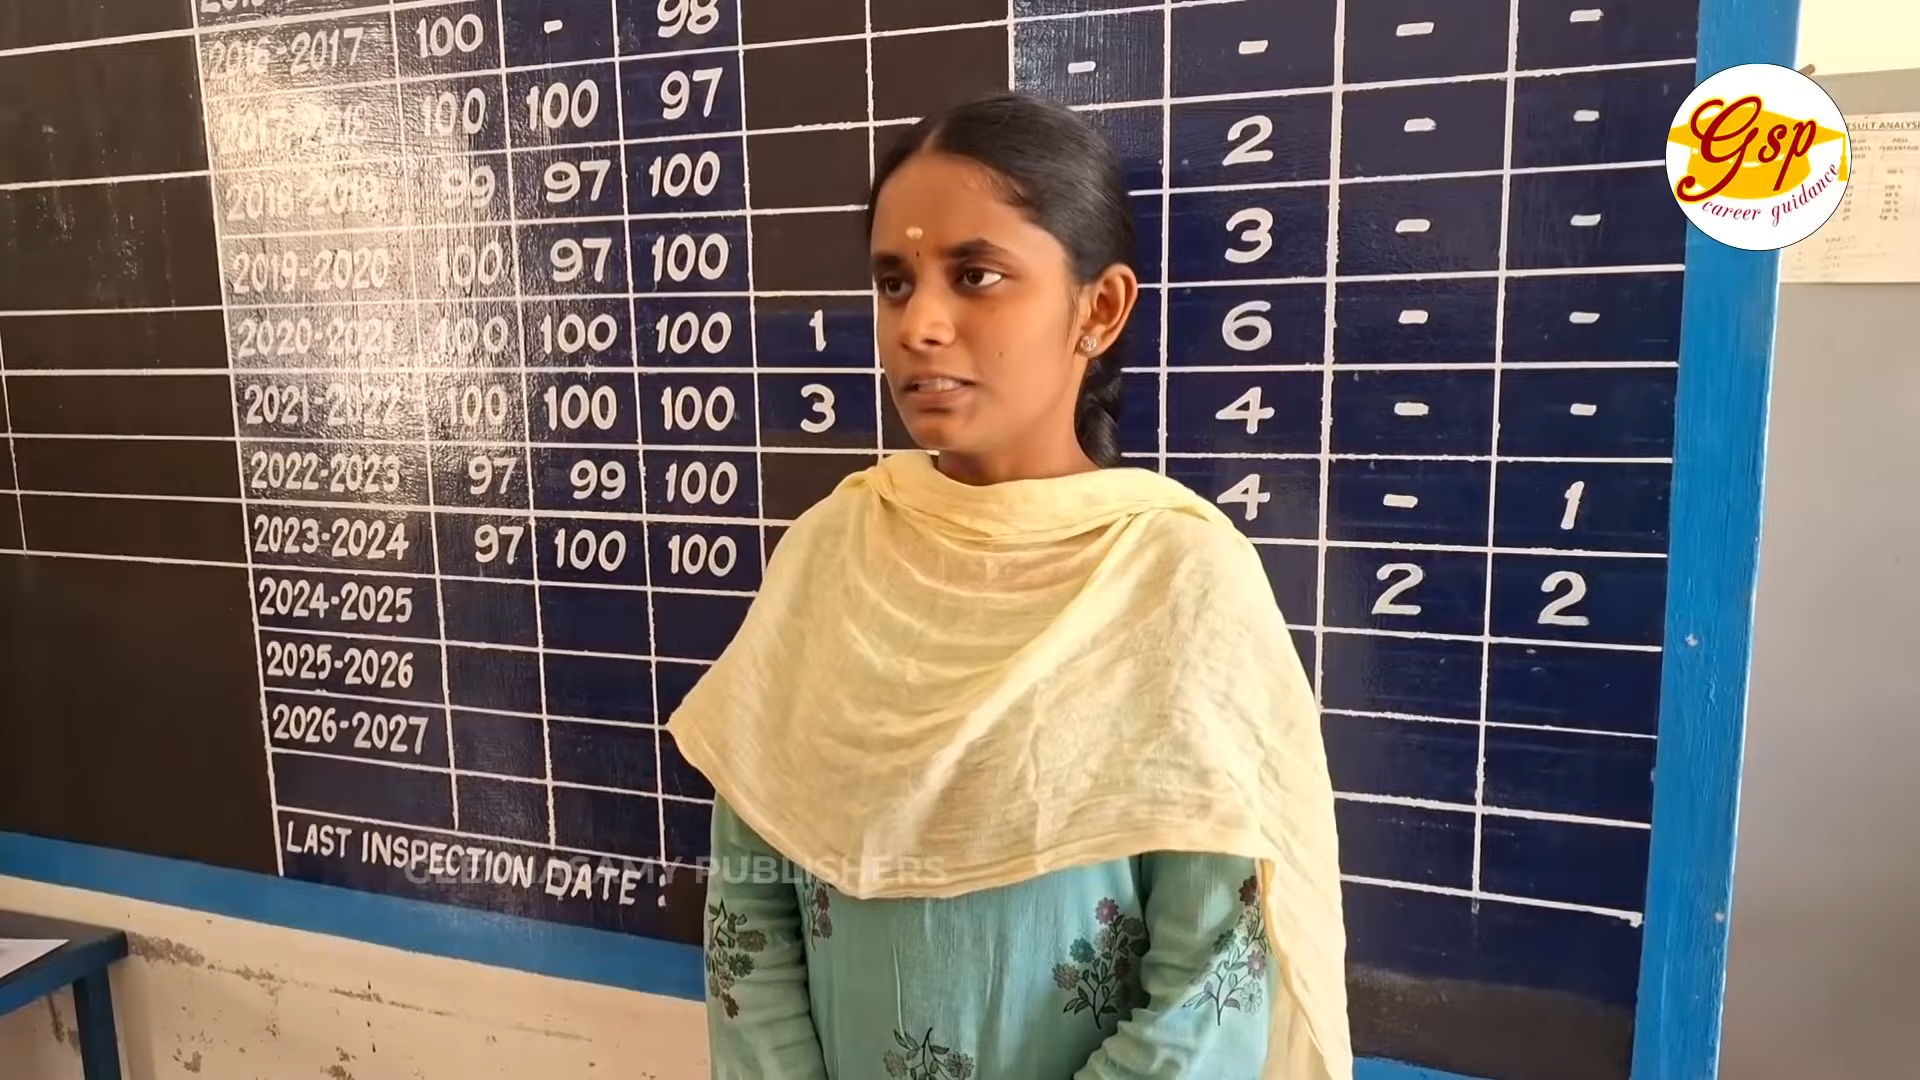 2016-2017 100 - 98 - - - -
2017-2018 100 100 97 2 - -
2018-2019 99 97 100 3 - -
2019-2020 100 97 100 6 - -
2020-2021 100 100 100 1 4 - -
2021-2022 100 100 100 3 4 - 1
2022-2023 97 99 100 2 2
2023-2024 97 100 100
2024-2025
2025-2026
2026-2027
LAST INSPECTION DATE :
Gsp
career guidance
RESULT ANALYSIS
PUBLISHERS